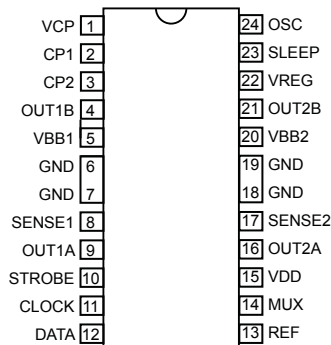 VCP 1 24 OSC
CP1 2 23 SLEEP
CP2 3 22 VREG
OUT1B 4 21 OUT2B
VBB1 5 20 VBB2
GND 6 19 GND
GND 7 18 GND
SENSE1 8 17 SENSE2
OUT1A 9 16 OUT2A
STROBE 10 15 VDD
CLOCK 11 14 MUX
DATA 12 13 REF